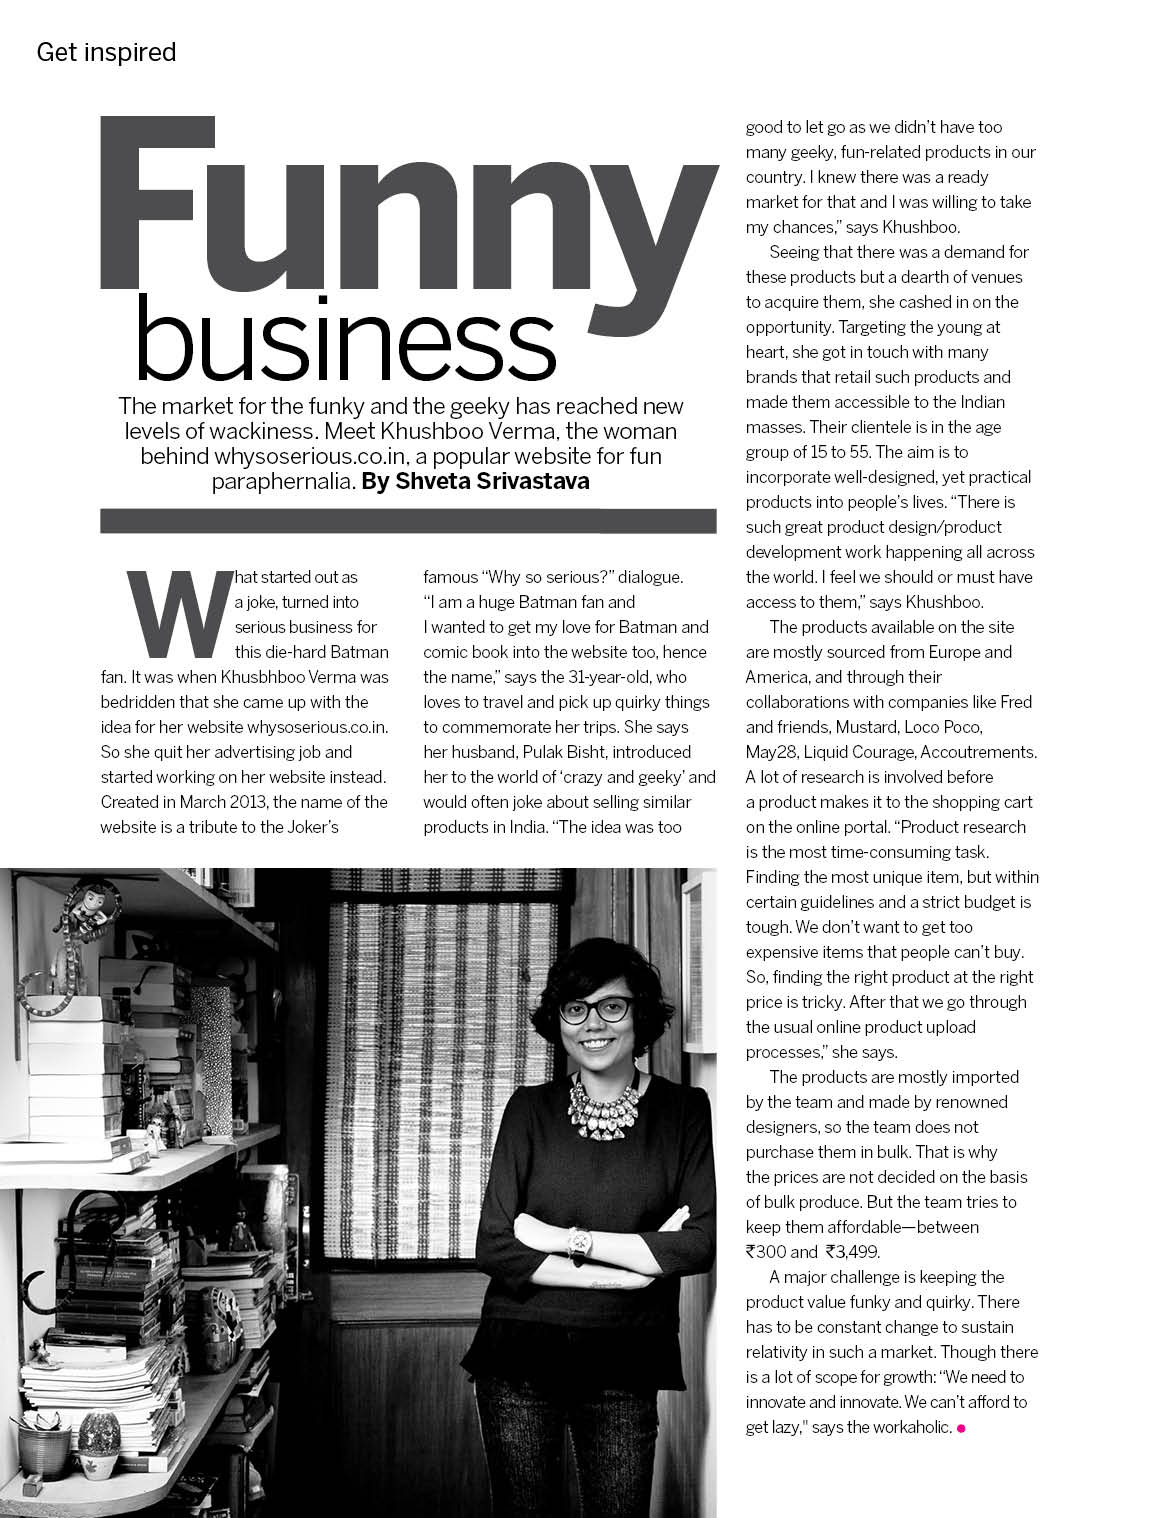 Get inspired
Funny
business
The market for the funky and the geeky has reached new
levels of wackiness. Meet Khushboo Verma, the woman
behind whysoserious.co.in, a popular website for fun
paraphernalia. By Shveta Srivastava
What started out as
a joke, turned into
serious business for
this die-hard Batman
fan. It was when Khusbhboo Verma was
bedridden that she came up with the
idea for her website whysoserious.co.in.
So she quit her advertising job and
started working on her website instead.
Created in March 2013, the name of the
website is a tribute to the Joker's
famous “Why so serious?” dialogue.
“I am a huge Batman fan and
I wanted to get my love for Batman and
comic book into the website too, hence
the name,” says the 31-year-old, who
loves to travel and pick up quirky things
to commemorate her trips. She says
her husband, Pulak Bisht, introduced
her to the world of ‘crazy and geeky’ and
would often joke about selling similar
products in India. “The idea was too
good to let go as we didn’t have too
many geeky, fun-related products in our
country. I knew there was a ready
market for that and I was willing to take
my chances,” says Khushboo.
Seeing that there was a demand for
these products but a dearth of venues
to acquire them, she cashed in on the
opportunity. Targeting the young at
heart, she got in touch with many
brands that retail such products and
made them accessible to the Indian
masses. Their clientele is in the age
group of 15 to 55. The aim is to
incorporate well-designed, yet practical
products into people’s lives. “There is
such great product design/product
development work happening all across
the world. I feel we should or must have
access to them,” says Khushboo.
The products available on the site
are mostly sourced from Europe and
America, and through their
collaborations with companies like Fred
and friends, Mustard, Loco Poco,
May28, Liquid Courage, Accoutrements.
A lot of research is involved before
a product makes it to the shopping cart
on the online portal. “Product research
is the most time-consuming task.
Finding the most unique item, but within
certain guidelines and a strict budget is
tough. We don’t want to get too
expensive items that people can’t buy.
So, finding the right product at the right
price is tricky. After that we go through
the usual online product upload
processes,” she says.
The products are mostly imported
by the team and made by renowned
designers, so the team does not
purchase them in bulk. That is why
the prices are not decided on the basis
of bulk produce. But the team tries to
keep them affordable—between
₹300 and ₹3,499.
A major challenge is keeping the
product value funky and quirky. There
has to be constant change to sustain
relativity in such a market. Though there
is a lot of scope for growth: “We need to
innovate and innovate. We can’t afford to
get lazy," says the workaholic.